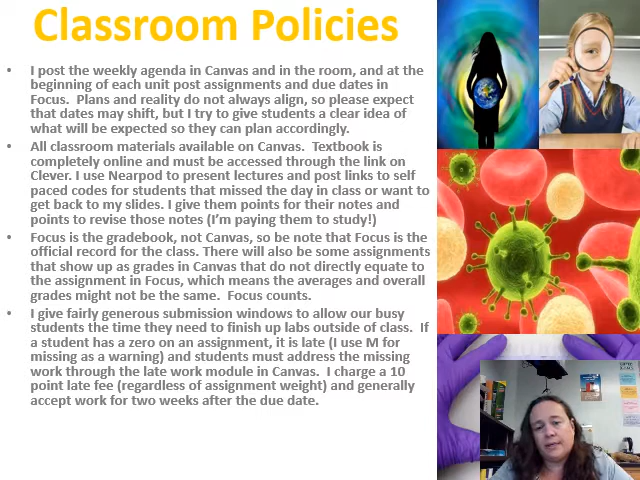 Classroom Policies
• I post the weekly agenda in Canvas and in the room, and at the
beginning of each unit post assignments and due dates in
Focus. Plans and reality do not always align, so please expect
that dates may shift, but I try to give students a clear idea of
what will be expected so they can plan accordingly.
• All classroom materials available on Canvas. Textbook is
completely online and must be accessed through the link on
Clever. I use Nearpod to present lectures and post links to self
paced codes for students that missed the day in class or want to
get back to my slides. I give them points for their notes and
points to revise those notes (I'm paying them to study!)
• Focus is the gradebook, not Canvas, so be note that Focus is the
official record for the class. There will also be some assignments
that show up as grades in Canvas that do not directly equate to
the assignment in Focus, which means the averages and overall
grades might not be the same. Focus counts.
• I give fairly generous submission windows to allow our busy
students the time they need to finish up labs outside of class. If
a student has a zero on an assignment, it is late (I use M for
missing as a warning) and students must address the missing
work through the late work module in Canvas. I charge a 10
point late fee (regardless of assignment weight) and generally
accept work for two weeks after the due date.